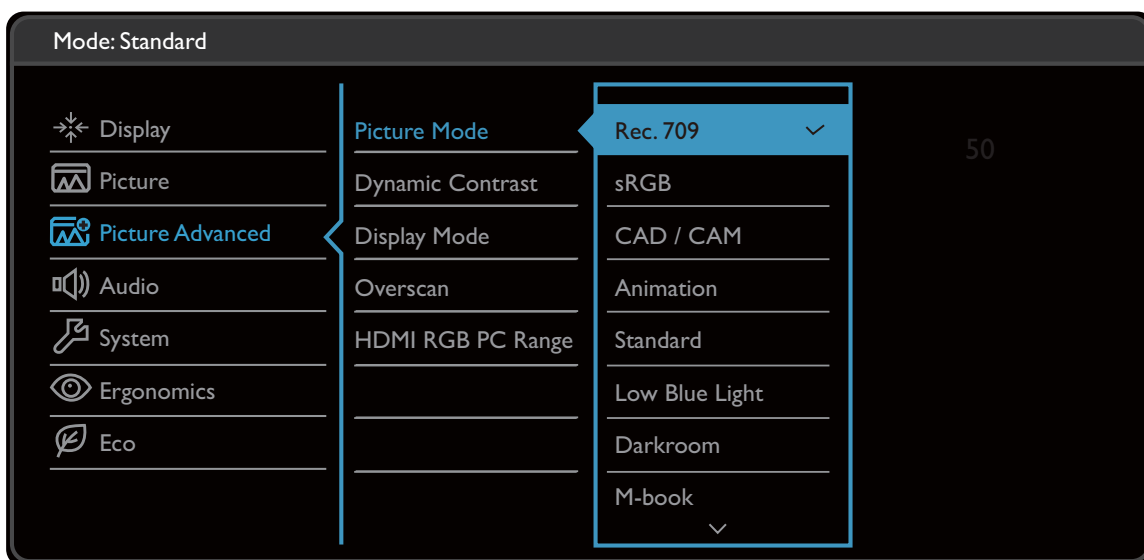 Mode: Standard
Display
Picture
Picture Advanced
Audio
System
Ergonomics
Eco
Picture Mode
Dynamic Contrast
Display Mode
Overscan
HDMI RGB PC Range
Rec. 709
sRGB
CAD / CAM
Animation
Standard
Low Blue Light
Darkroom
M-book
50